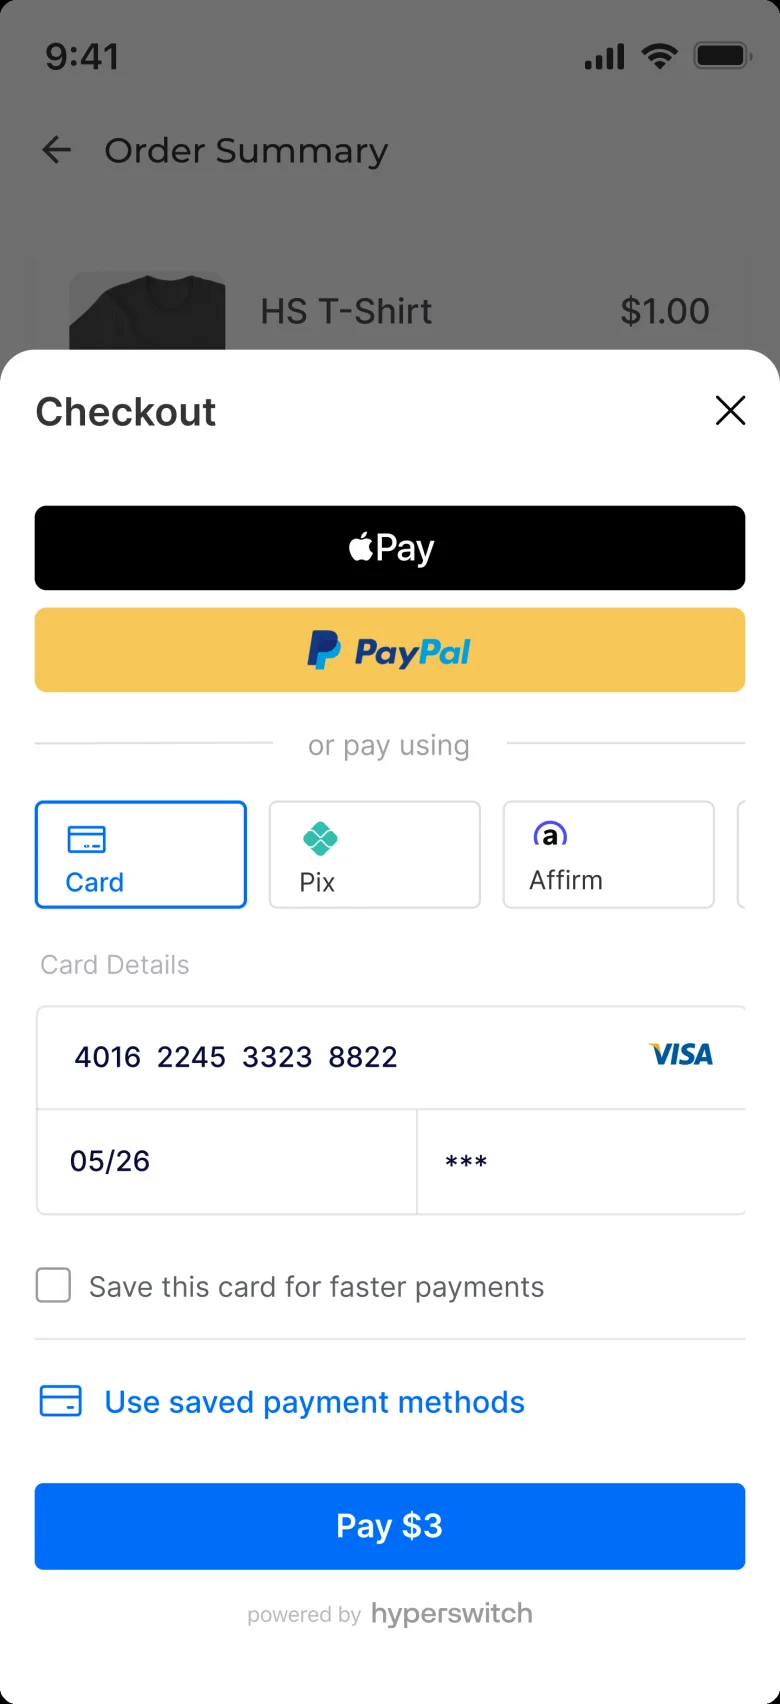 9:41
Order Summary
HS T-Shirt $1.00
Checkout
Pay
PayPal
or pay using
Card Pix Affirm
Card Details
4016 2245 3323 8822 VISA
05/26 ***
Save this card for faster payments
Use saved payment methods
Pay $3
powered by hyperswitch